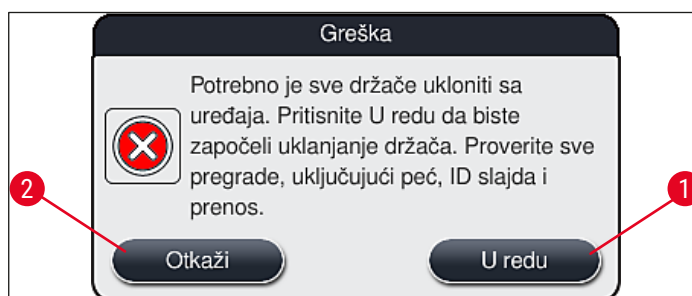 Greška
Potrebno je sve držače ukloniti sa
uređaja. Pritisnite U redu da biste
započeli uklanjanje držača. Proverite sve
pregrade, uključujući peć, ID slajda i
prenos.
2
1
Otkaži
U redu